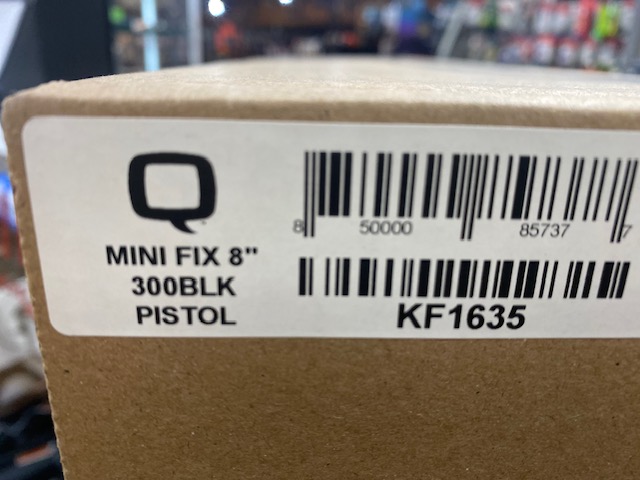 Q
MINI FIX 8"
300BLK
PISTOL
8 50000 85737 7
KF1635